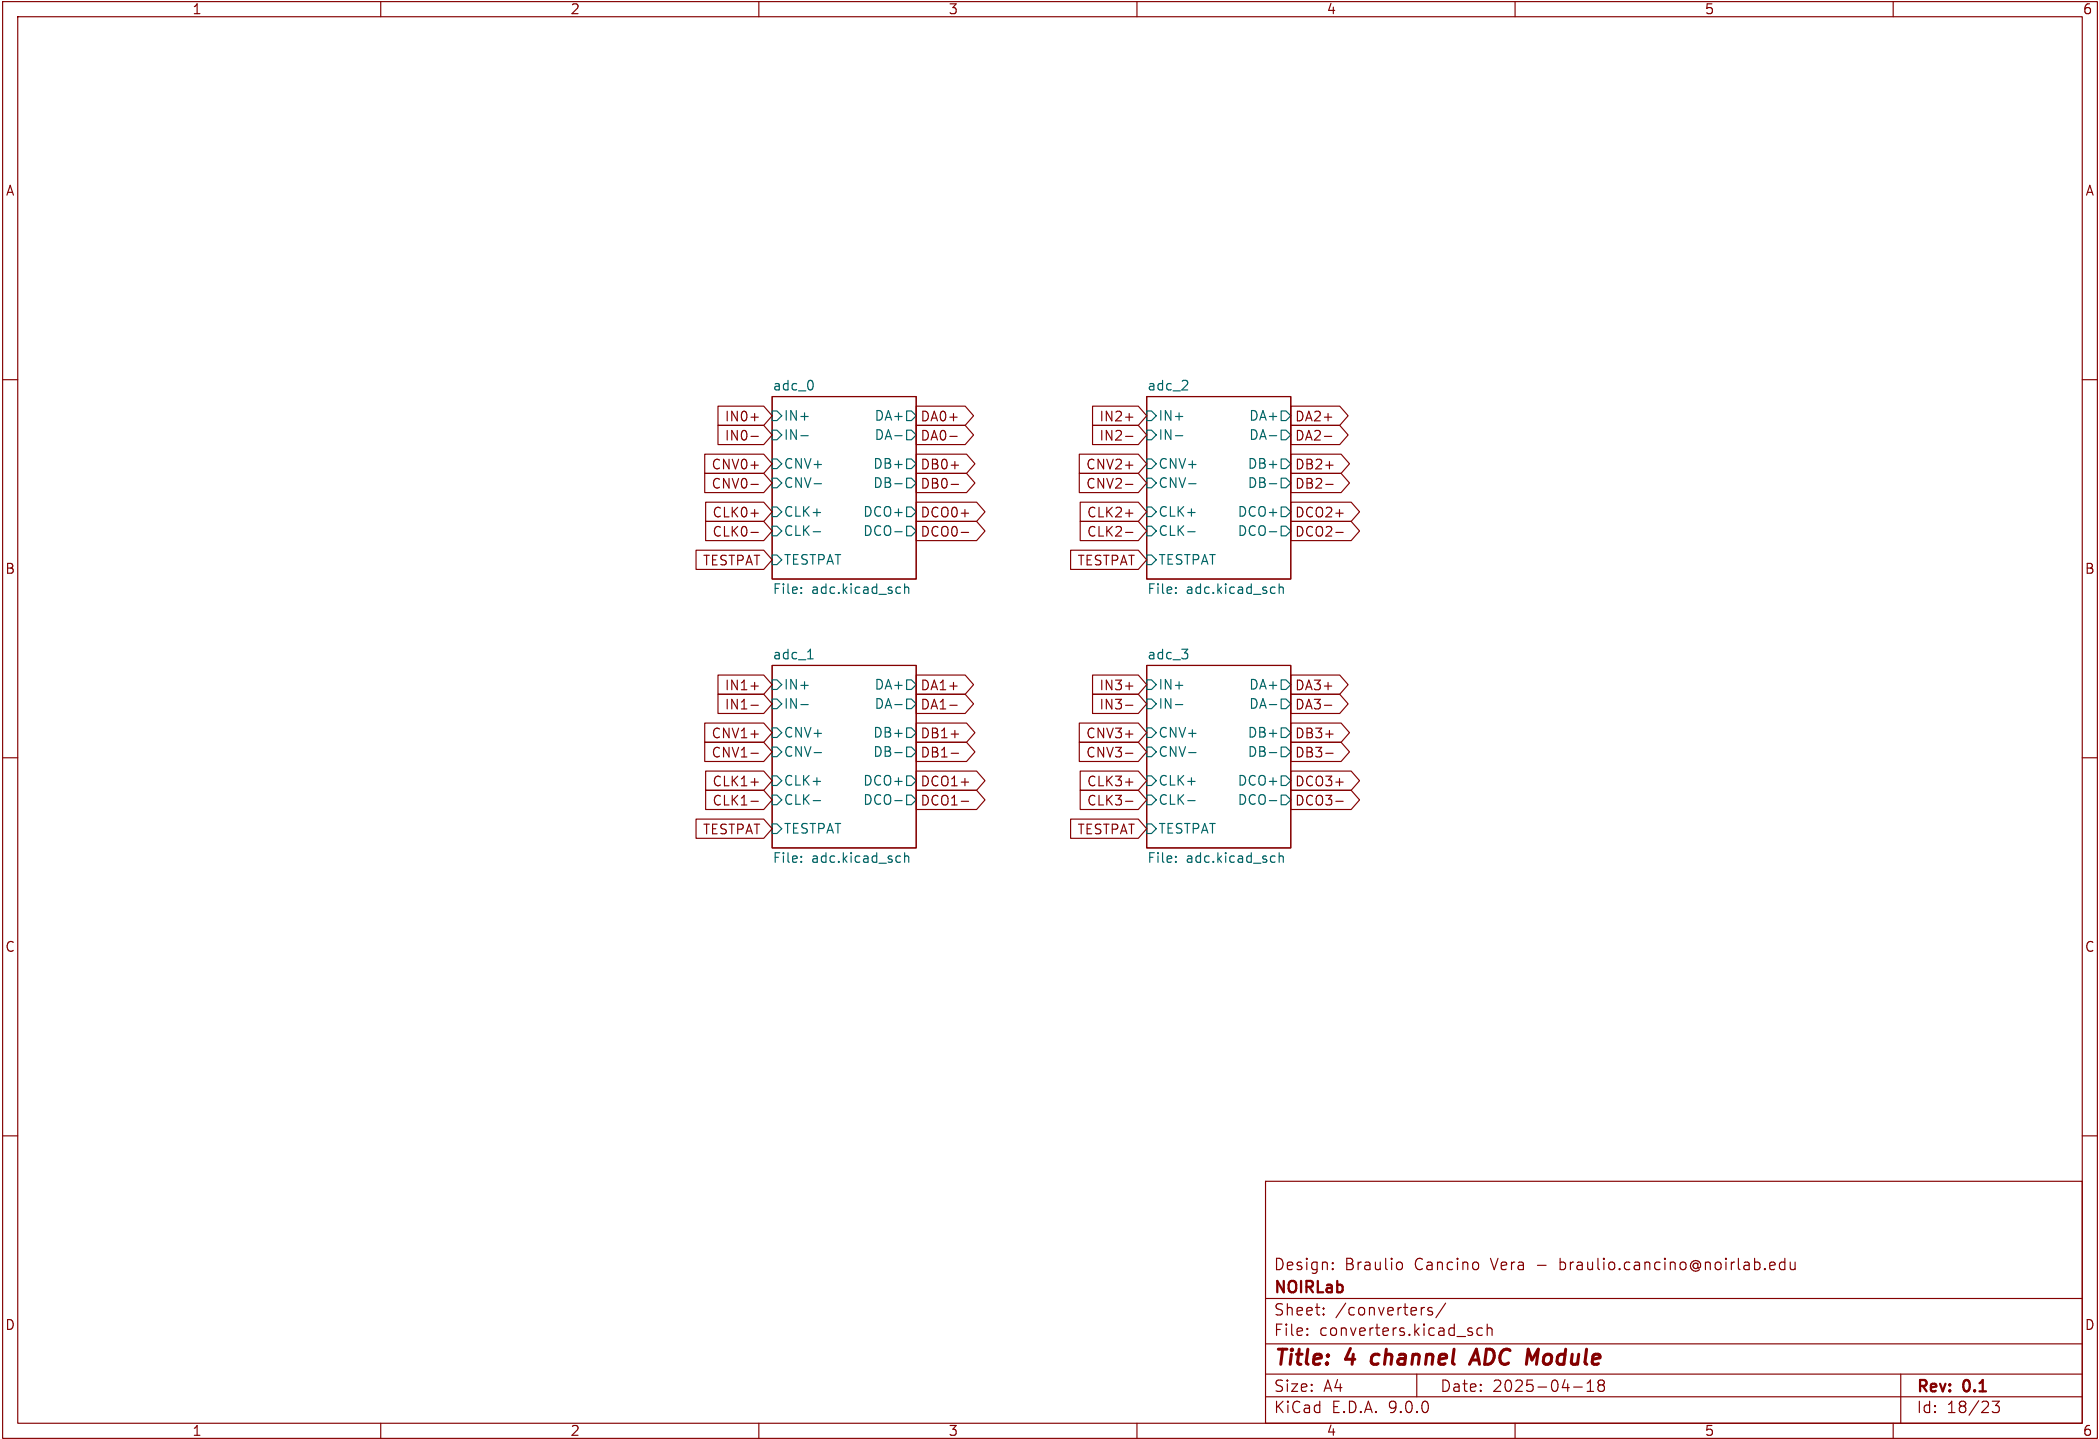 1 2 3 4 5 6
A A
adc_0
IN0+ IN+ DA+ DA0+
IN0- IN- DA- DA0-
CNV0+ CNV+ DB+ DB0+
CNV0- CNV- DB- DB0-
CLK0+ CLK+ DCO+ DCO0+
CLK0- CLK- DCO- DCO0-
TESTPAT TESTPAT
File: adc.kicad_sch
adc_2
IN2+ IN+ DA+ DA2+
IN2- IN- DA- DA2-
CNV2+ CNV+ DB+ DB2+
CNV2- CNV- DB- DB2-
CLK2+ CLK+ DCO+ DCO2+
CLK2- CLK- DCO- DCO2-
TESTPAT TESTPAT
File: adc.kicad_sch
B B
adc_1
IN1+ IN+ DA+ DA1+
IN1- IN- DA- DA1-
CNV1+ CNV+ DB+ DB1+
CNV1- CNV- DB- DB1-
CLK1+ CLK+ DCO+ DCO1+
CLK1- CLK- DCO- DCO1-
TESTPAT TESTPAT
File: adc.kicad_sch
adc_3
IN3+ IN+ DA+ DA3+
IN3- IN- DA- DA3-
CNV3+ CNV+ DB+ DB3+
CNV3- CNV- DB- DB3-
CLK3+ CLK+ DCO+ DCO3+
CLK3- CLK- DCO- DCO3-
TESTPAT TESTPAT
File: adc.kicad_sch
C C
Design: Braulio Cancino Vera - braulio.cancino@noirlab.edu
NOIRLab
Sheet: /converters/
File: converters.kicad_sch
D D
Title: 4 channel ADC Module
Size: A4 Date: 2025-04-18 Rev: 0.1
KiCad E.D.A. 9.0.0 Id: 18/23
1 2 3 4 5 6